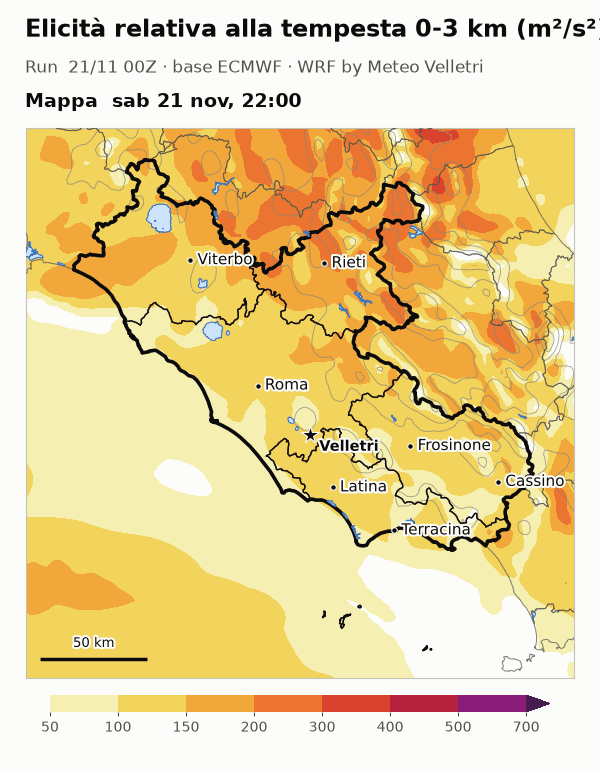 Elicità relativa alla tempesta 0-3 km (m²/s²)
Run  21/11 00Z · base ECMWF · WRF by Meteo Velletri
Mappa  sab 21 nov, 22:00
Viterbo
Rieti
Roma
Velletri
Frosinone
Cassino
Latina
Terracina
50 km
50 100 150 200 300 400 500 700